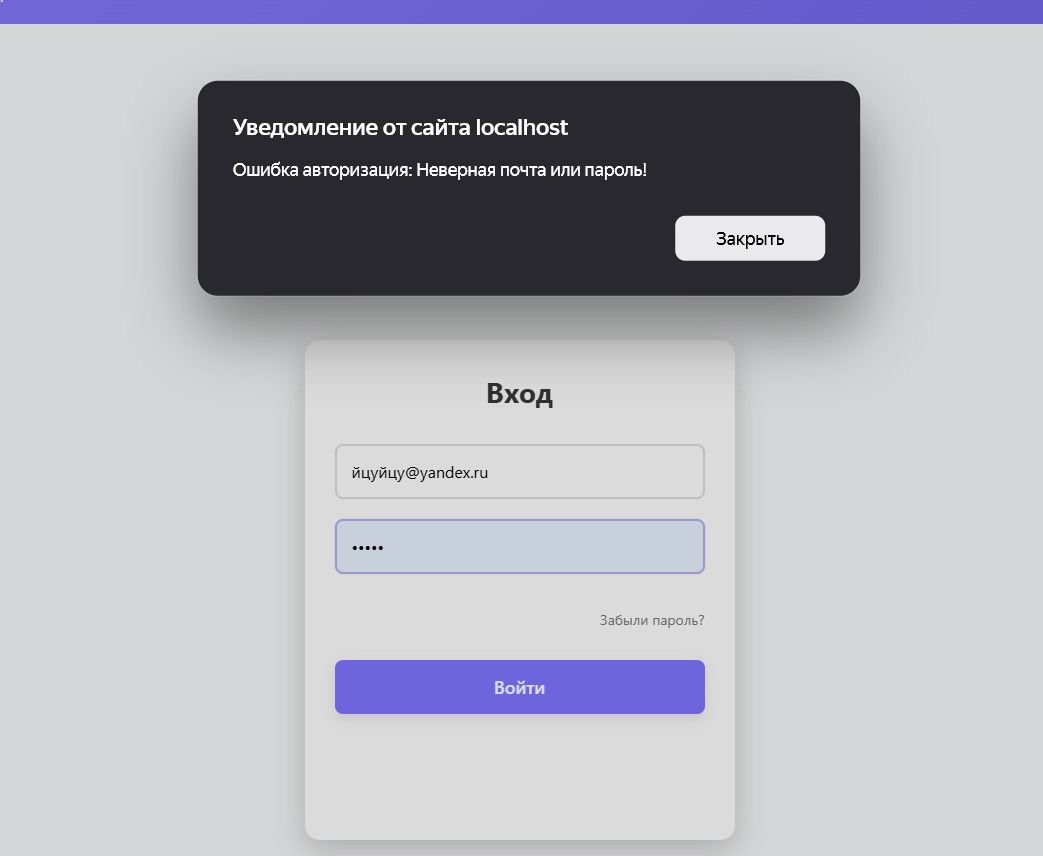 Уведомление от сайта localhost
Ошибка авторизация: Неверная почта или пароль!
Закрыть
Вход
йцуйцу@yandex.ru
•••••
Забыли пароль?
Войти